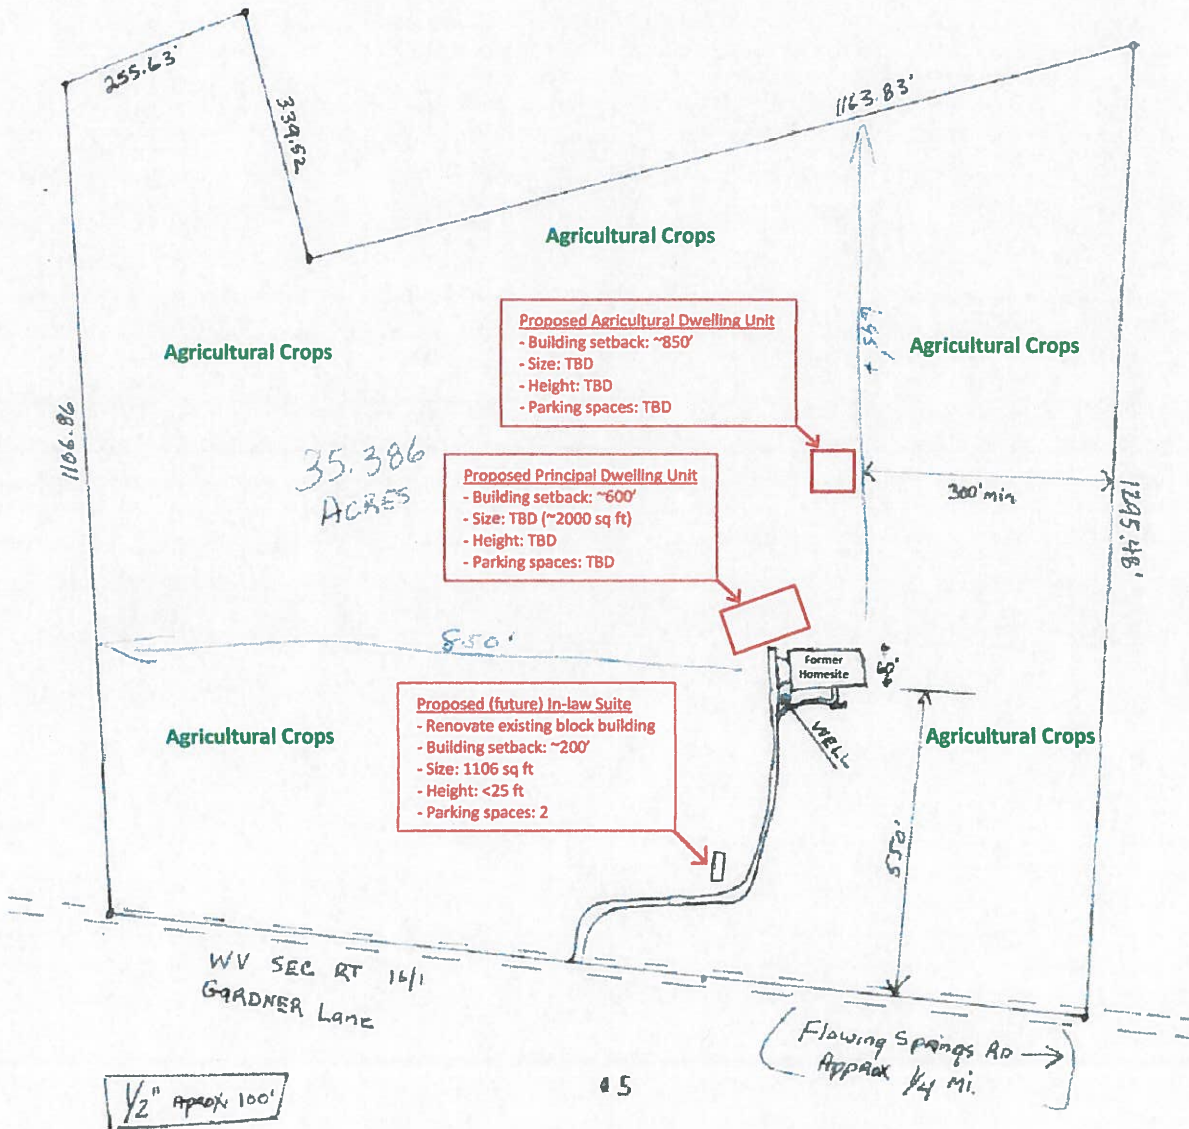 255.63'
339.52
1163.83'
Agricultural Crops
Agricultural Crops
Agricultural Crops
Proposed Agricultural Dwelling Unit
- Building setback: ~850'
- Size: TBD
- Height: TBD
- Parking spaces: TBD
1106.86
35.386
ACRES
Proposed Principal Dwelling Unit
- Building setback: ~600'
- Size: TBD (~2000 sq ft)
- Height: TBD
- Parking spaces: TBD
300' min
1295.48'
850'
Former
Homesite
60'
WELL
Proposed (future) In-law Suite
- Renovate existing block building
- Building setback: ~200'
- Size: 1106 sq ft
- Height: <25 ft
- Parking spaces: 2
Agricultural Crops
Agricultural Crops
550'
WV SEC RT 16/1
GARDNER Lane
Flowing Springs RD
Approx 1/4 Mi.
1/2" Aprox 100'
5